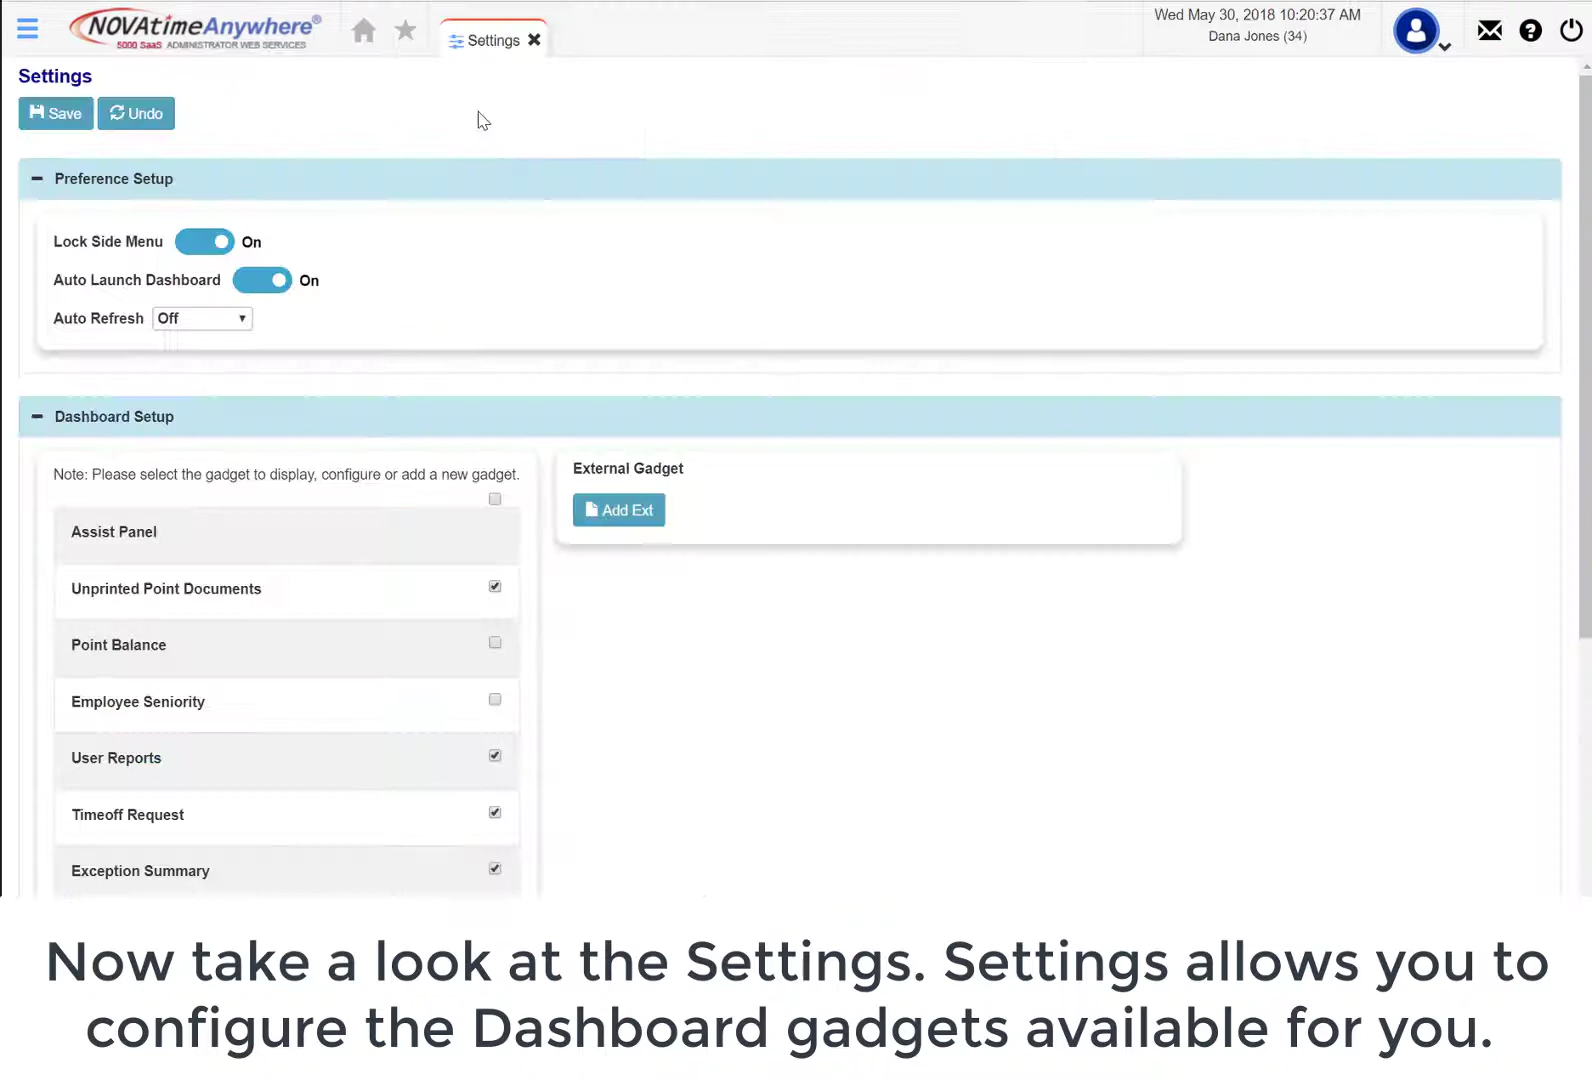 NOVAtimeAnywhere®
5000 SaaS ADMINISTRATOR WEB SERVICES
Settings
Wed May 30, 2018 10:20:37 AM
Dana Jones (34)
Settings
Save Undo
Preference Setup
Lock Side Menu On
Auto Launch Dashboard On
Auto Refresh Off
Dashboard Setup
Note: Please select the gadget to display, configure or add a new gadget.
External Gadget
Add Ext
Assist Panel
Unprinted Point Documents
Point Balance
Employee Seniority
User Reports
Timeoff Request
Exception Summary
Now take a look at the Settings. Settings allows you to
configure the Dashboard gadgets available for you.